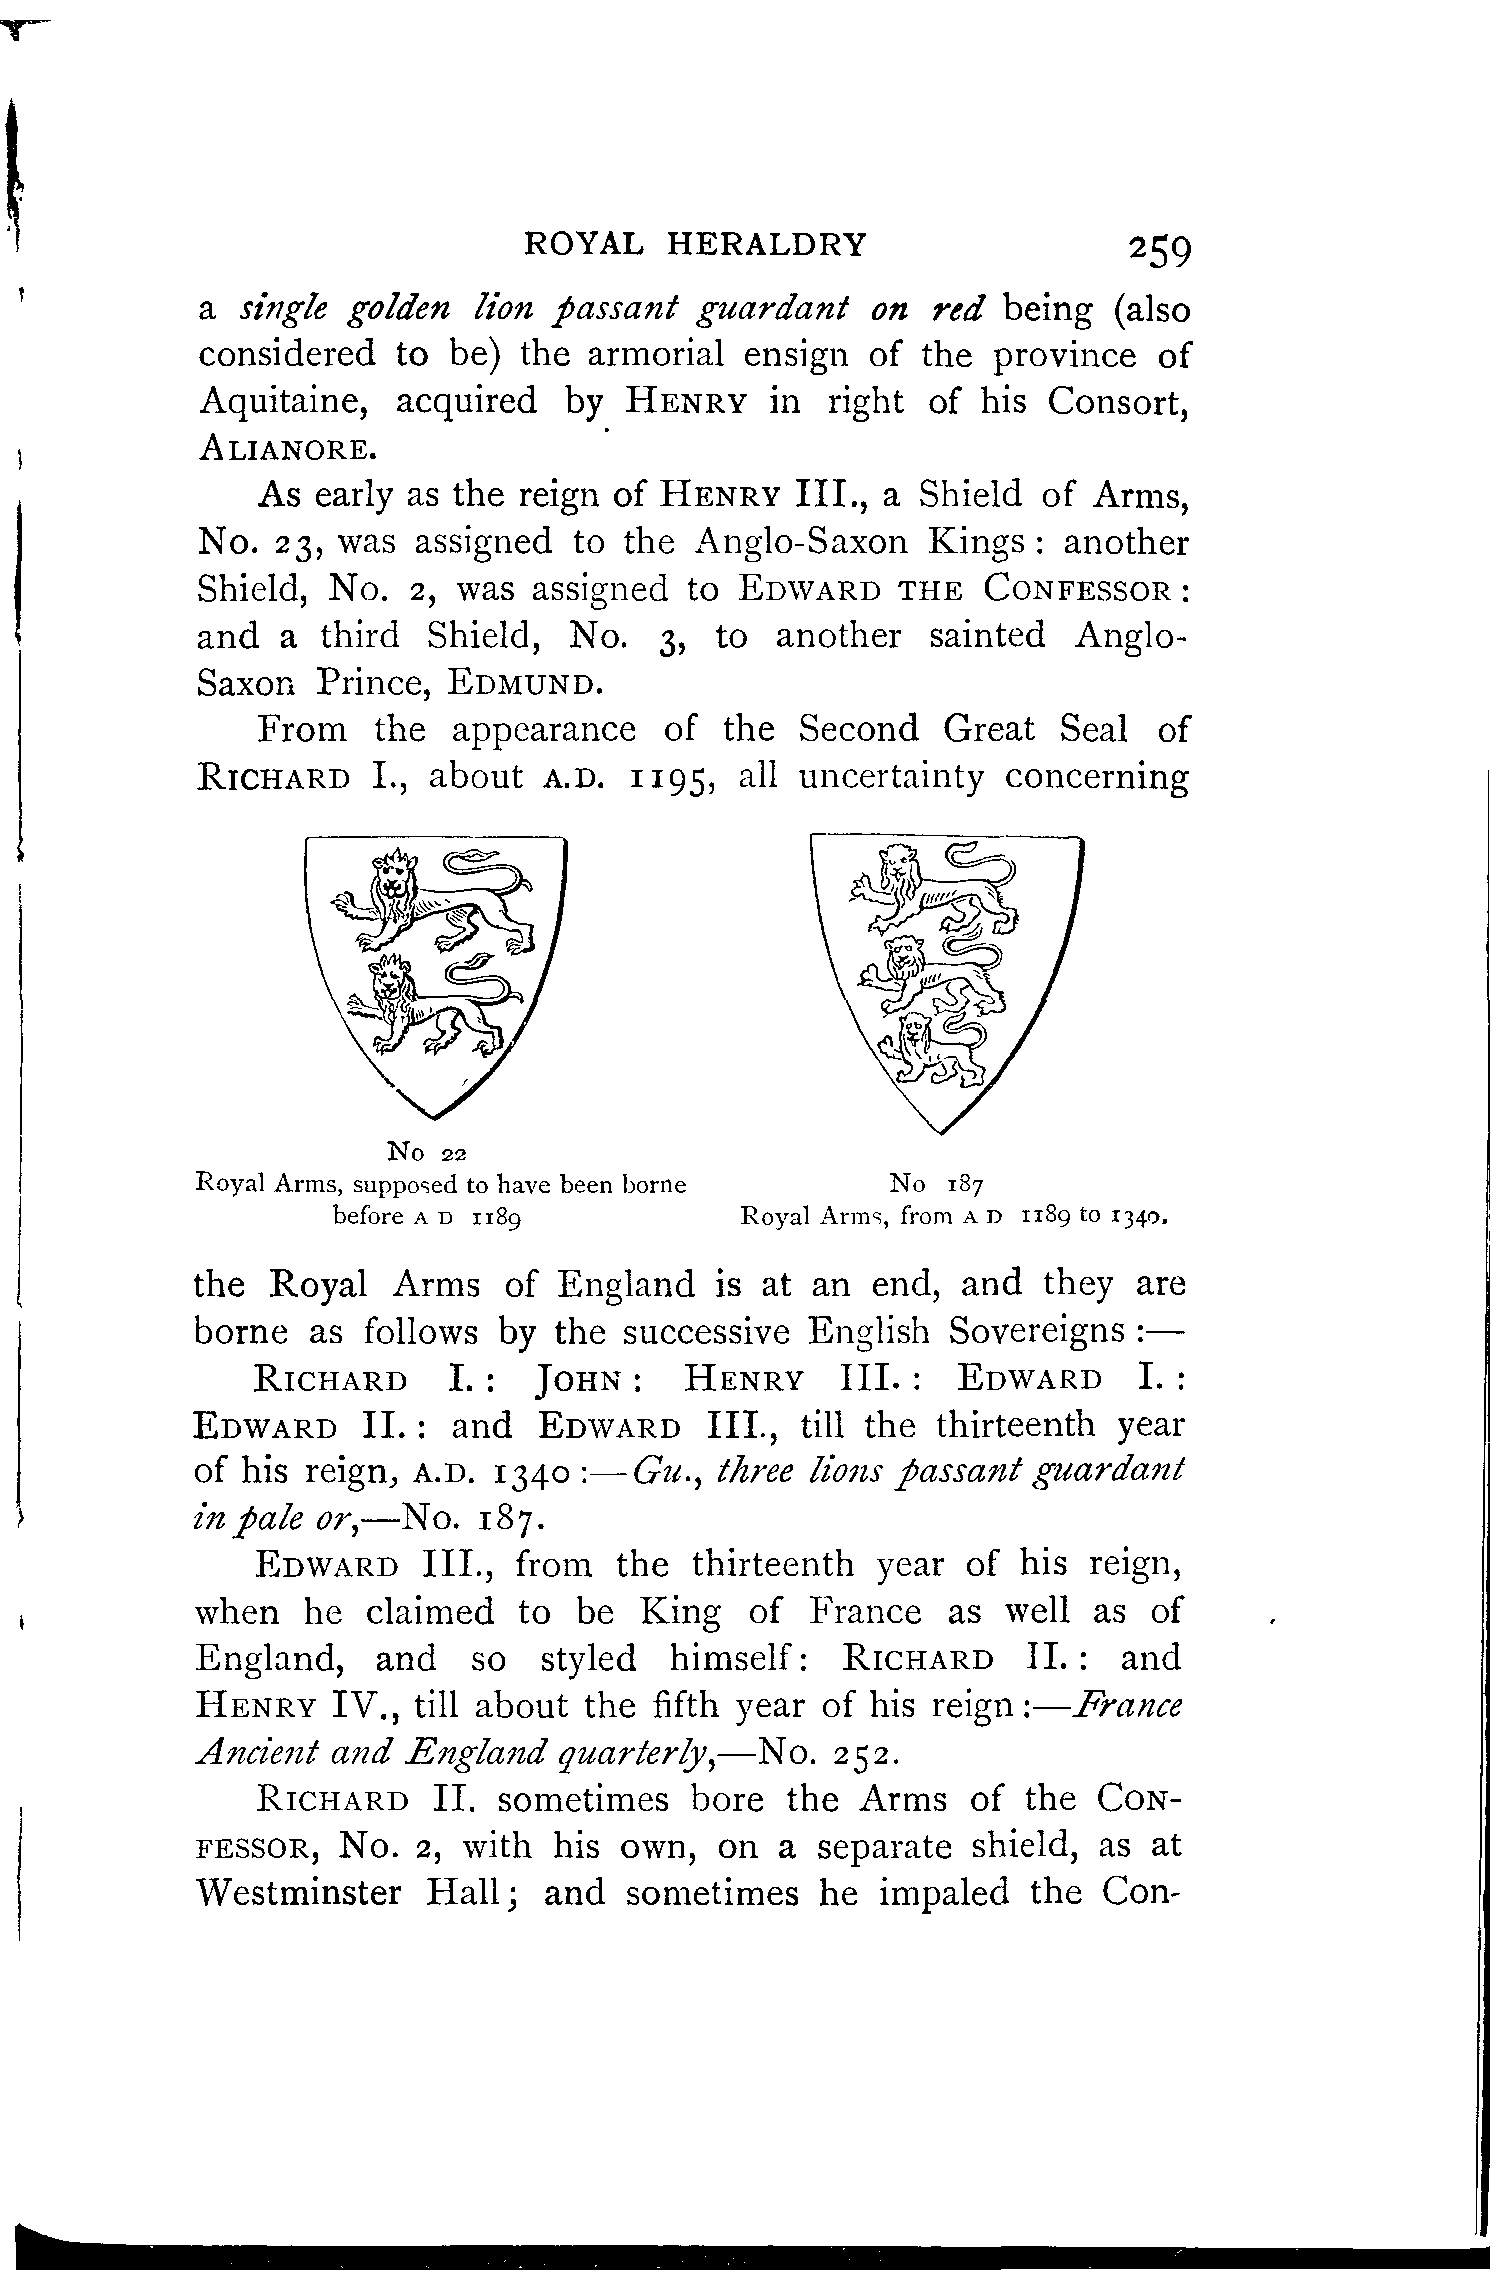 ROYAL HERALDRY 259
a single golden lion passant guardant on red being (also
considered to be) the armorial ensign of the province of
Aquitaine, acquired by HENRY in right of his Consort,
ALIANORE.
As early as the reign of HENRY III., a Shield of Arms,
No. 23, was assigned to the Anglo-Saxon Kings : another
Shield, No. 2, was assigned to EDWARD THE CONFESSOR :
and a third Shield, No. 3, to another sainted Anglo-
Saxon Prince, EDMUND.
From the appearance of the Second Great Seal of
RICHARD I., about A.D. 1195, all uncertainty concerning
No 22
Royal Arms, supposed to have been borne
before A D 1189
No 187
Royal Arms, from A D 1189 to 1340.
the Royal Arms of England is at an end, and they are
borne as follows by the successive English Sovereigns :—
RICHARD I. : JOHN : HENRY III. : EDWARD I. :
EDWARD II. : and EDWARD III., till the thirteenth year
of his reign, A.D. 1340 :—Gu., three lions passant guardant
in pale or,—No. 187.
EDWARD III., from the thirteenth year of his reign,
when he claimed to be King of France as well as of
England, and so styled himself : RICHARD II. : and
HENRY IV., till about the fifth year of his reign :—France
Ancient and England quarterly,—No. 252.
RICHARD II. sometimes bore the Arms of the CON-
FESSOR, No. 2, with his own, on a separate shield, as at
Westminster Hall ; and sometimes he impaled the Con-